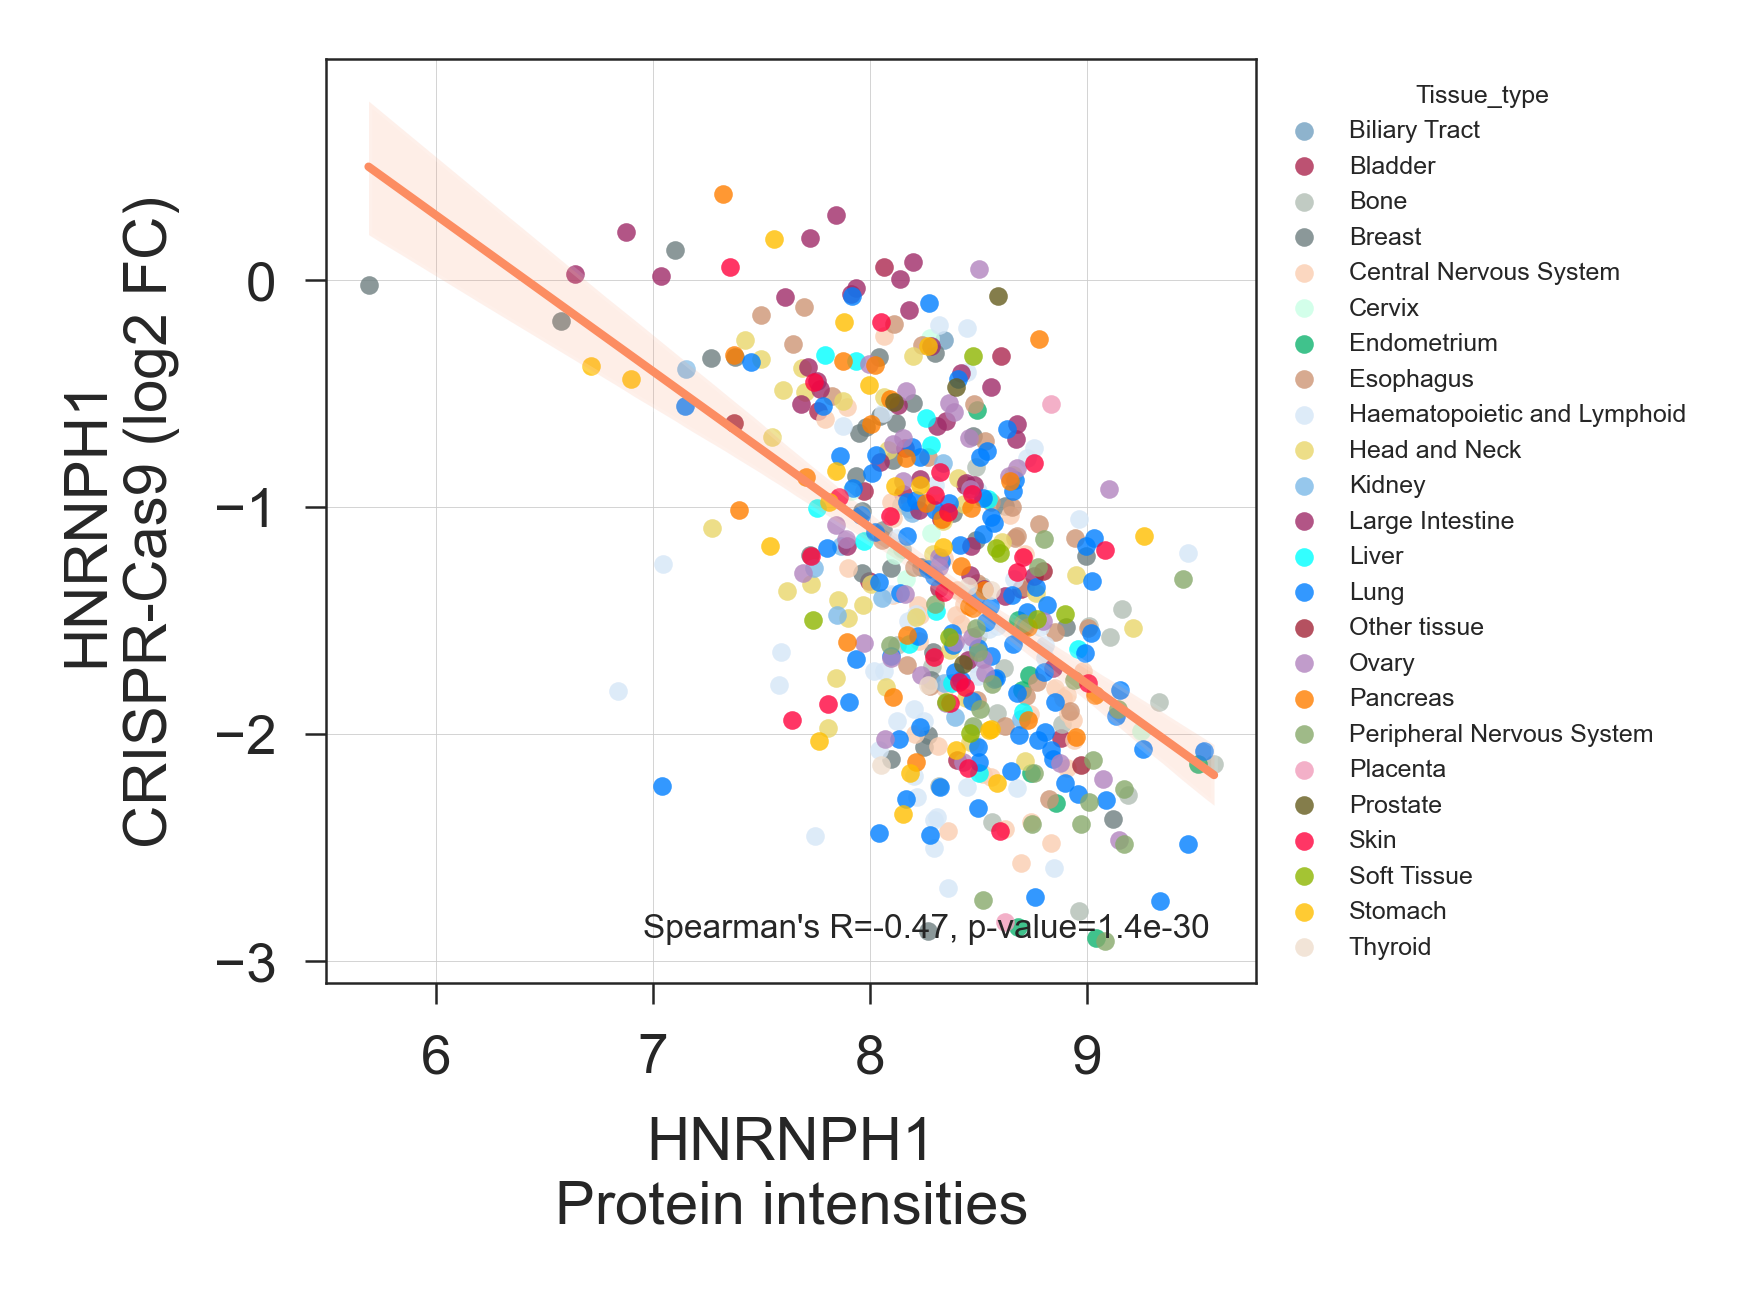 HNRNPH1
CRISPR-Cas9 (log2 FC)
0
−1
−2
−3
6
7
8
9
HNRNPH1
Protein intensities
Spearman's R=-0.47, p-value=1.4e-30
Tissue_type
Biliary Tract
Bladder
Bone
Breast
Central Nervous System
Cervix
Endometrium
Esophagus
Haematopoietic and Lymphoid
Head and Neck
Kidney
Large Intestine
Liver
Lung
Other tissue
Ovary
Pancreas
Peripheral Nervous System
Placenta
Prostate
Skin
Soft Tissue
Stomach
Thyroid